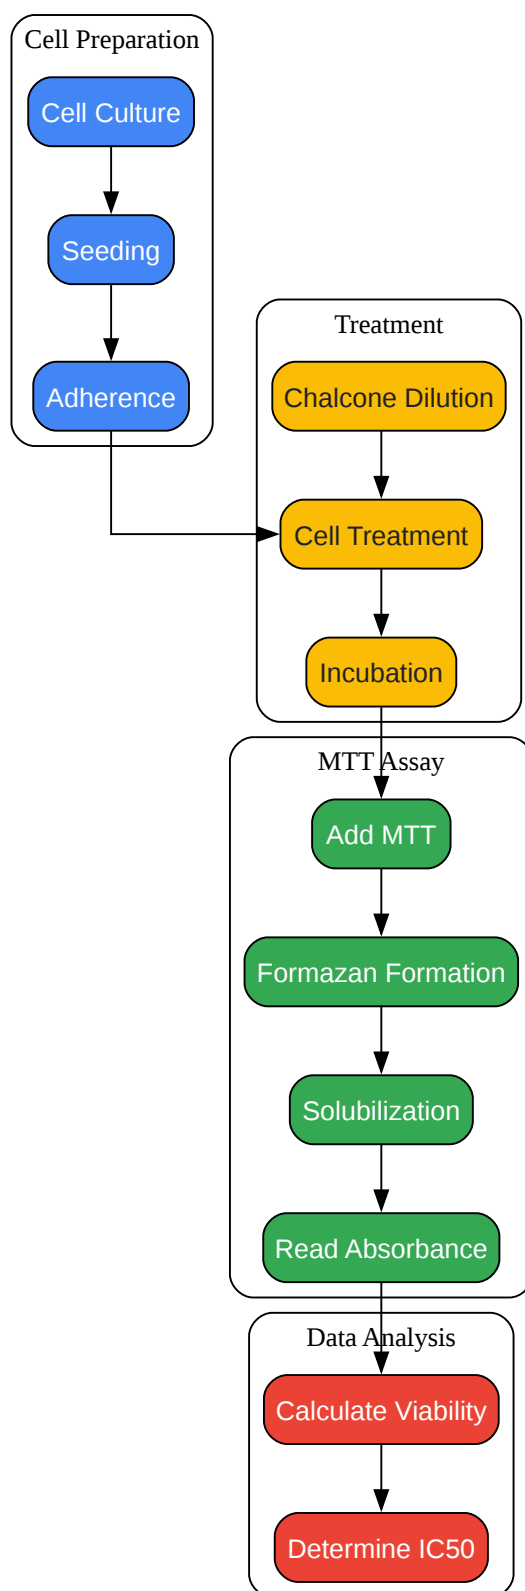 Cell Preparation
Cell Culture
Seeding
Adherence
Treatment
Chalcone Dilution
Cell Treatment
Incubation
MTT Assay
Add MTT
Formazan Formation
Solubilization
Read Absorbance
Data Analysis
Calculate Viability
Determine IC50